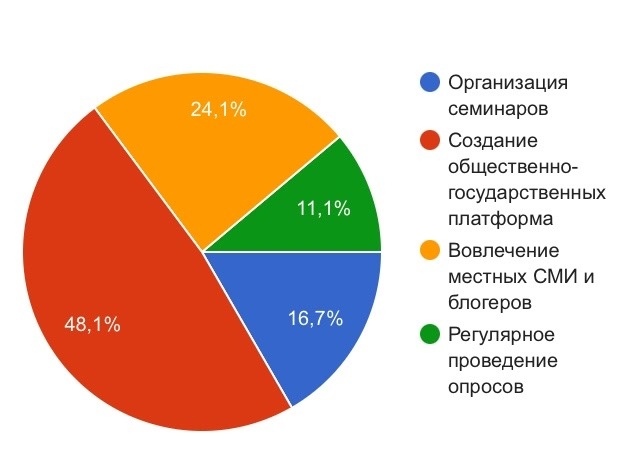 24,1%
11,1%
16,7%
48,1%
Организация
семинаров
Создание
общественно-
государственных
платформа
Вовлечение
местных СМИ и
блогеров
Регулярное
проведение
опросов